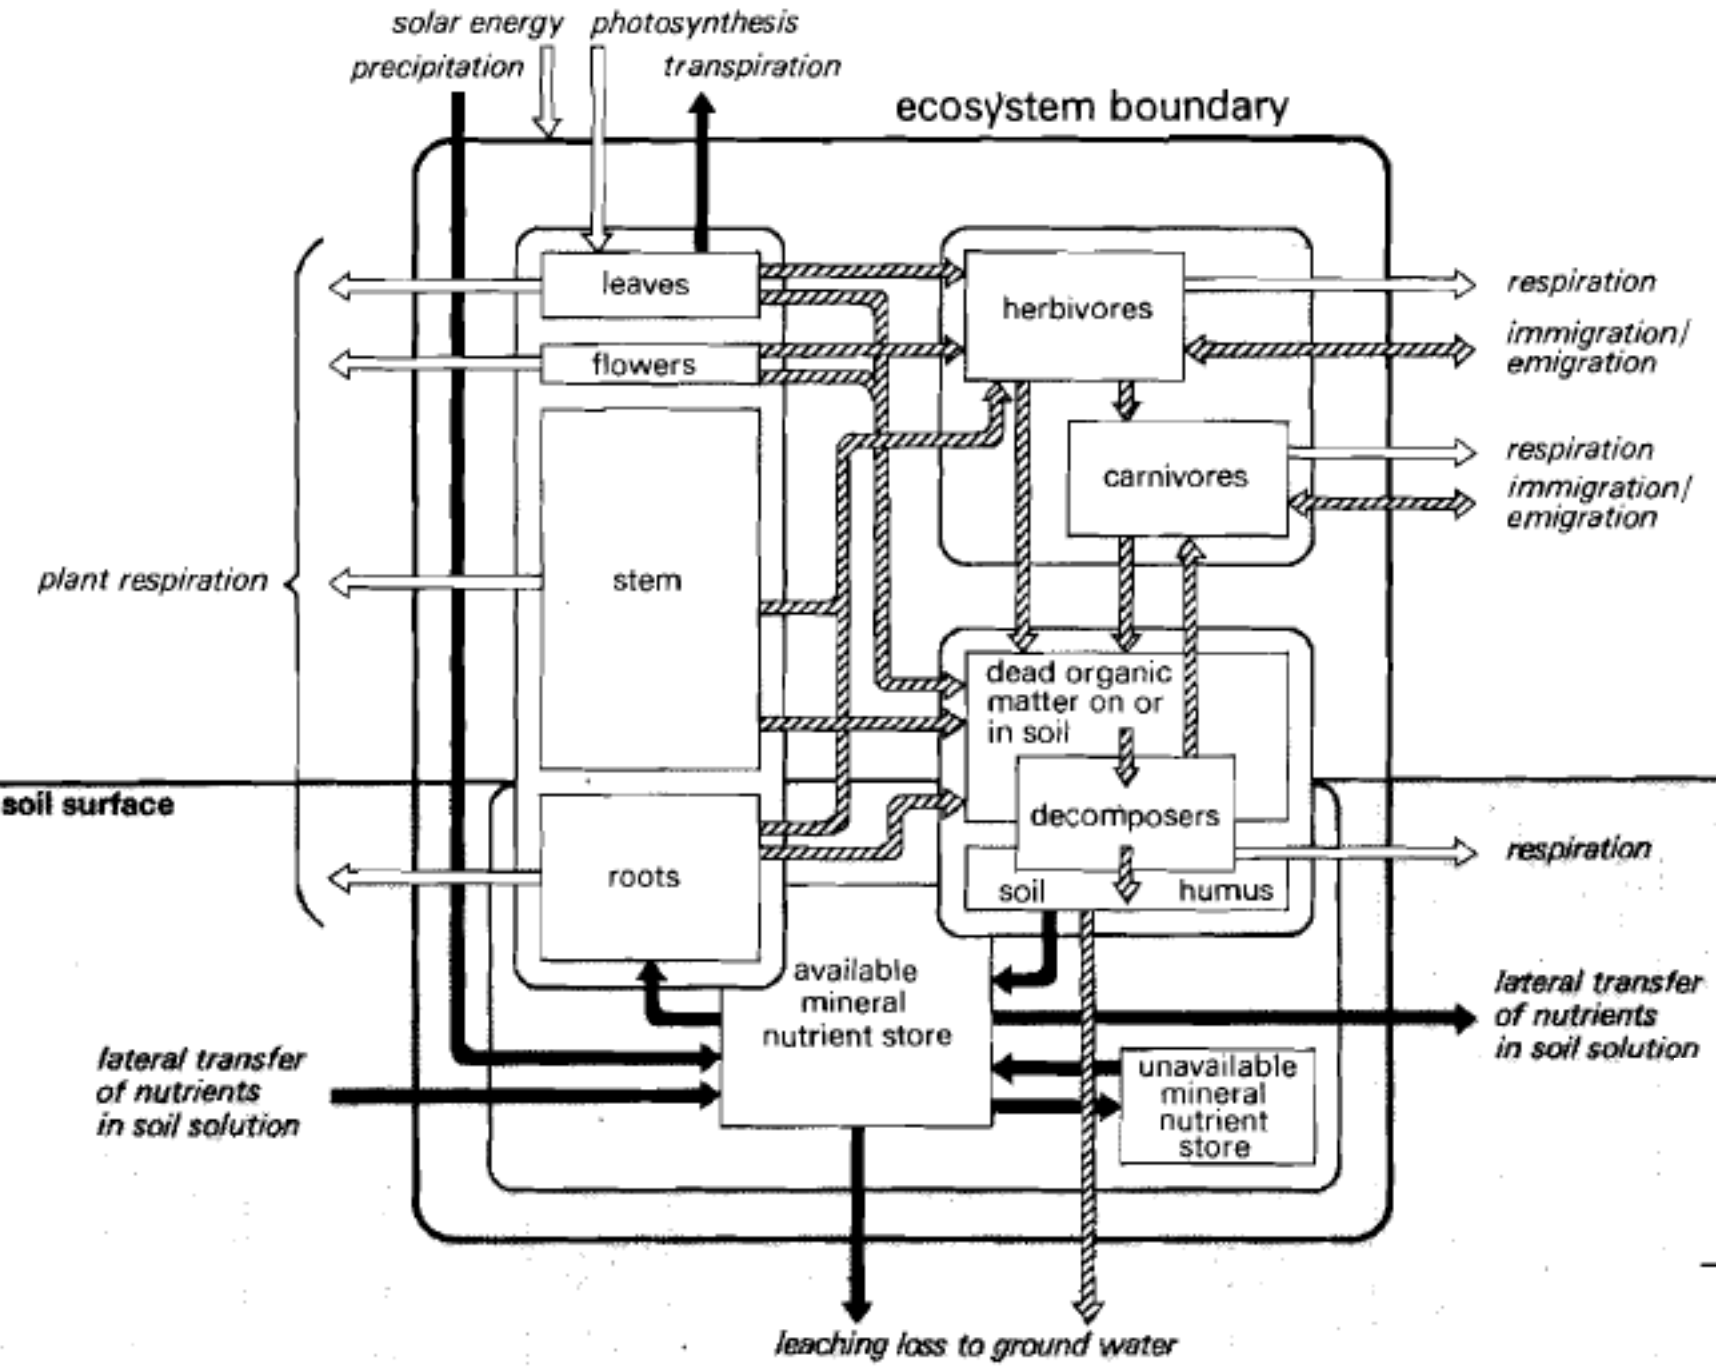 solar energy photosynthesis
precipitation transpiration
ecosystem boundary
leaves
flowers
stem
roots
plant respiration
herbivores
carnivores
respiration
immigration/
emigration
respiration
immigration/
emigration
dead organic
matter on or
in soil
decomposers
soil humus
soil surface
respiration
available
mineral
nutrient store
unavailable
mineral
nutrient
store
lateral transfer
of nutrients
in soil solution
lateral transfer
of nutrients
in soil solution
leaching loss to ground water